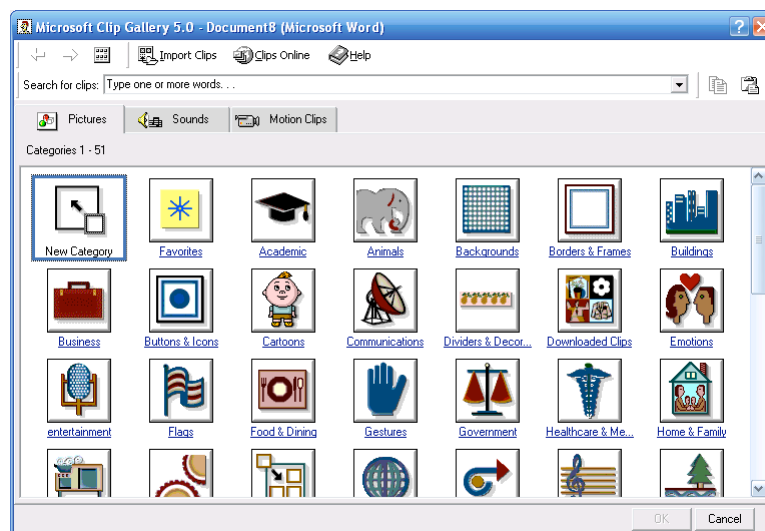 Microsoft Clip Gallery 5.0 - Document8 (Microsoft Word)
Import Clips Clips Online Help
Search for clips: Type one or more words. . .
Pictures Sounds Motion Clips
Categories 1 - 51
New Category Favorites Academic Animals Backgrounds Borders & Frames Buildings
Business Buttons & Icons Cartoons Communications Dividers & Decor... Downloaded Clips Emotions
entertainment Flags Food & Dining Gestures Government Healthcare & Me... Home & Family
OK Cancel